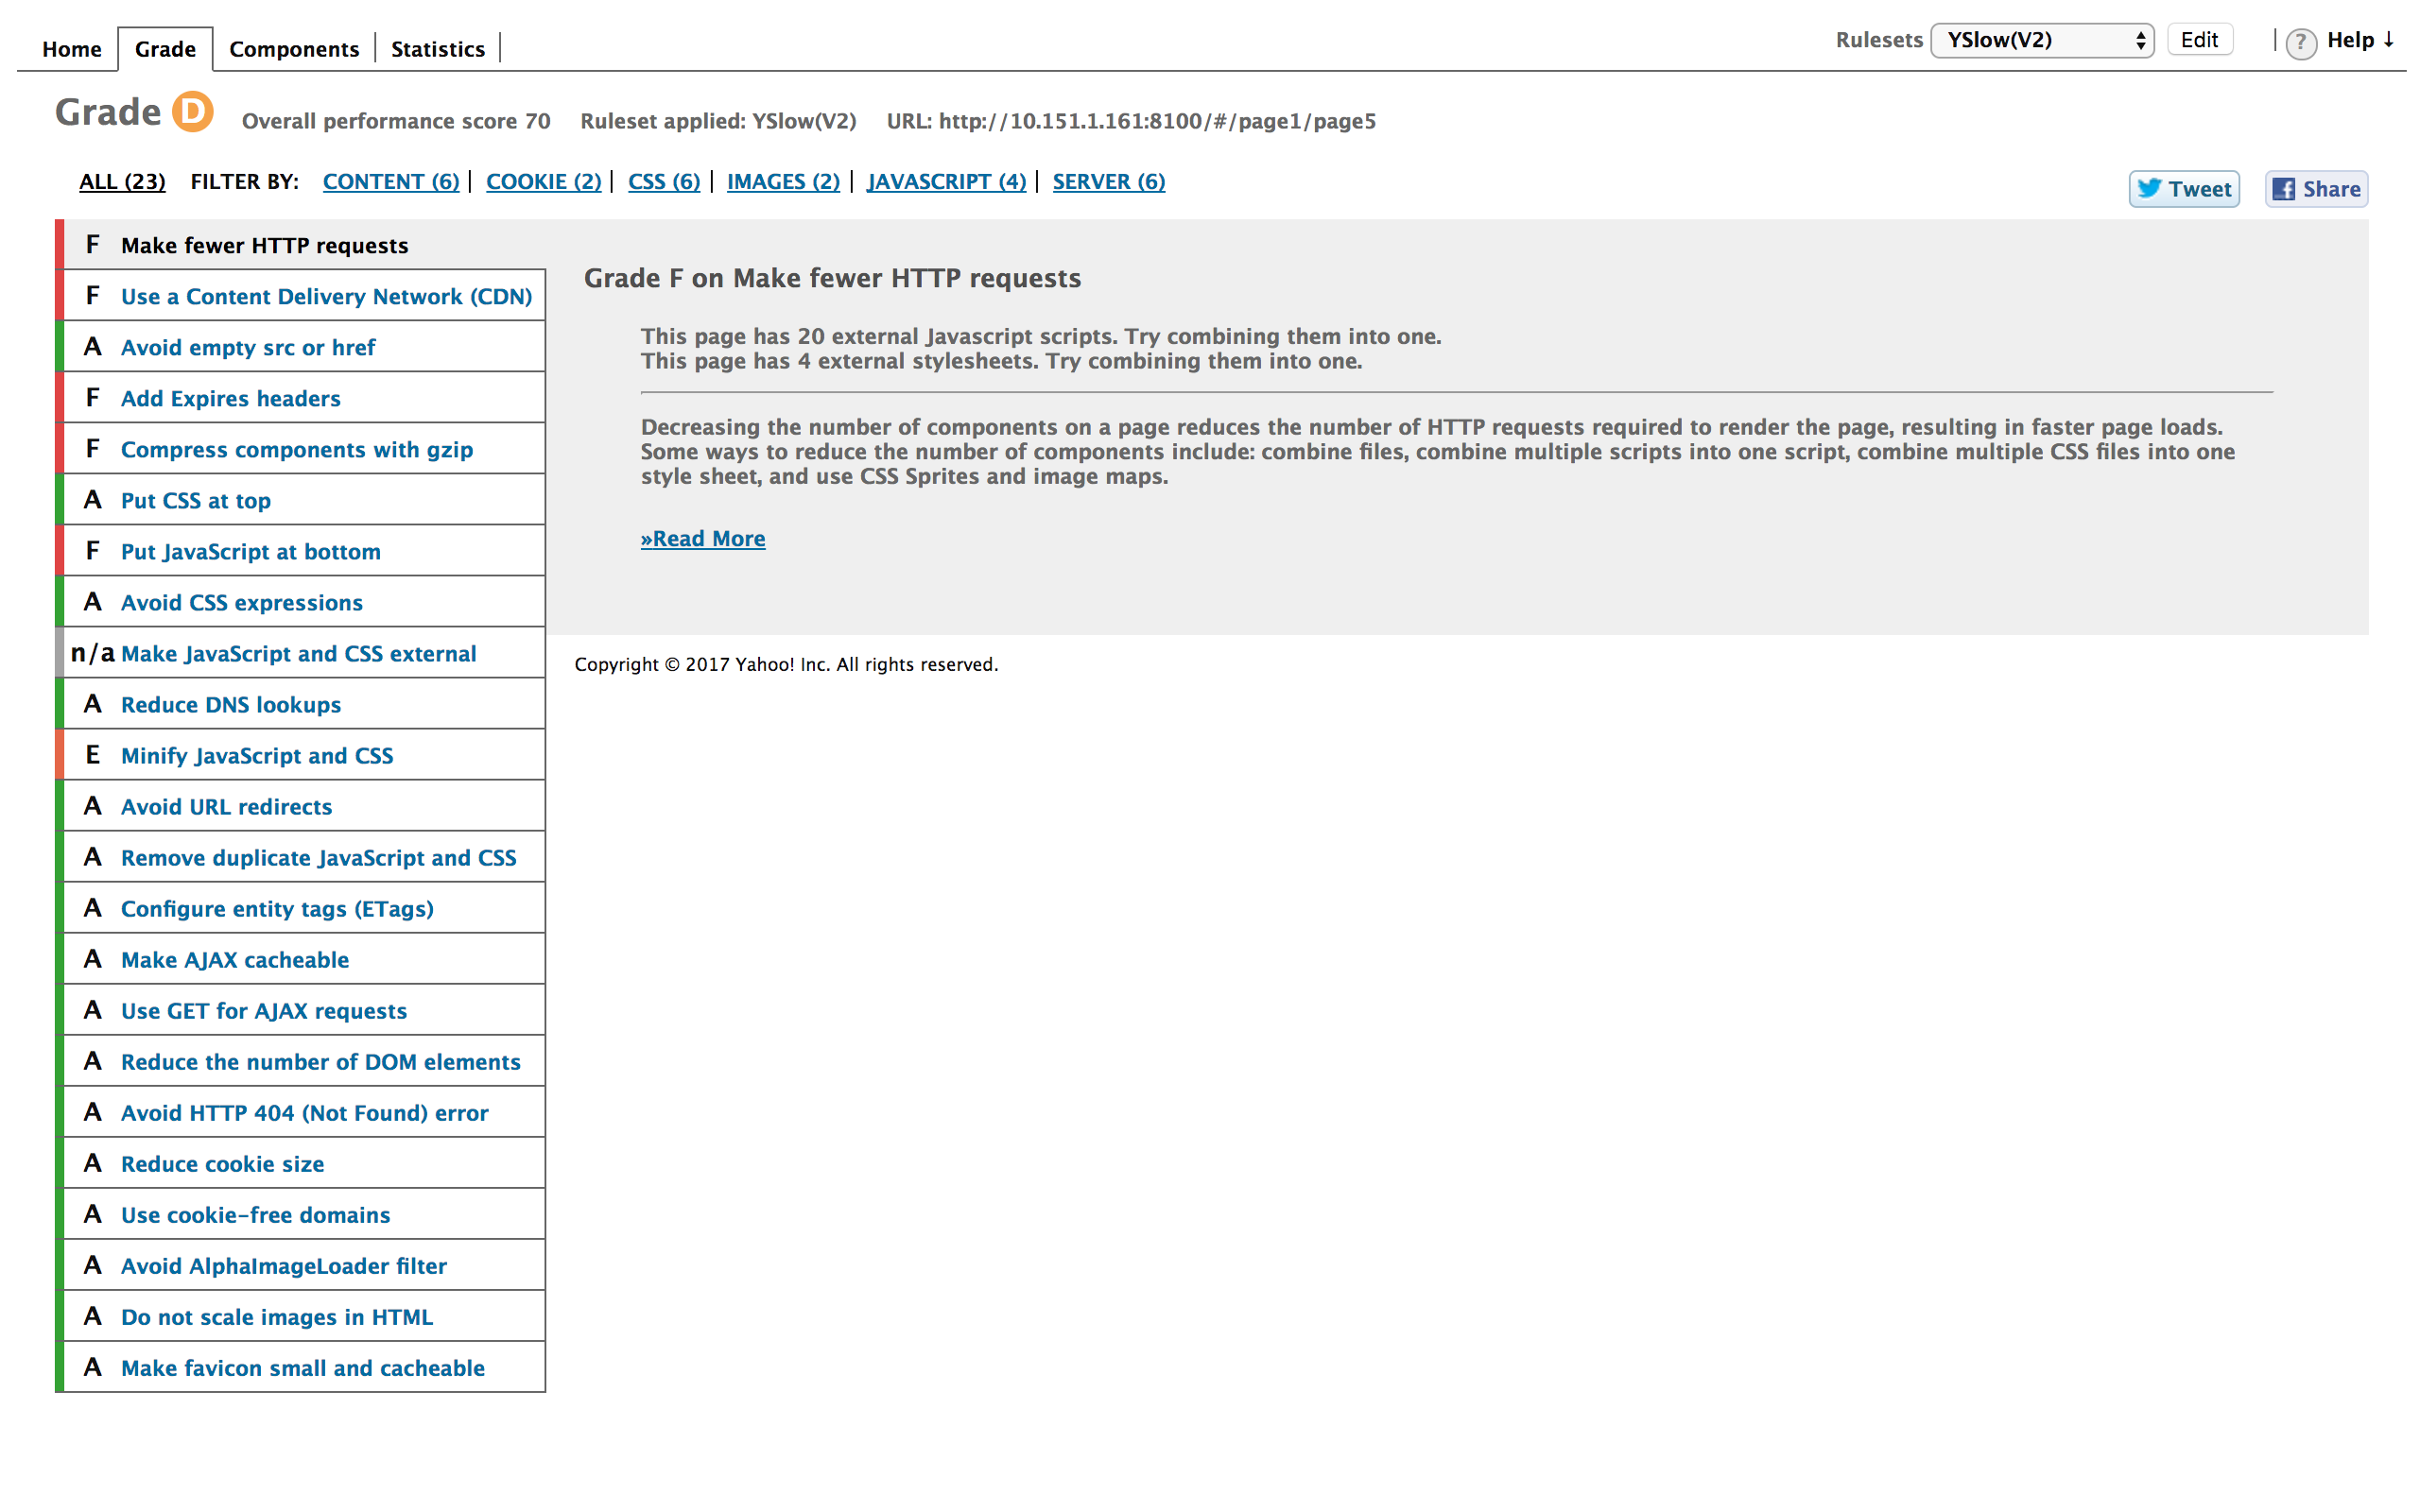 Home Grade Components Statistics Rulesets YSlow(V2) Edit ? Help ↓
Grade D Overall performance score 70 Ruleset applied: YSlow(V2) URL: http://10.151.1.161:8100/#/page1/page5
ALL (23) FILTER BY: CONTENT (6) | COOKIE (2) | CSS (6) | IMAGES (2) | JAVASCRIPT (4) | SERVER (6)
Tweet Share
F Make fewer HTTP requests
F Use a Content Delivery Network (CDN)
A Avoid empty src or href
F Add Expires headers
F Compress components with gzip
A Put CSS at top
F Put JavaScript at bottom
A Avoid CSS expressions
n/a Make JavaScript and CSS external
A Reduce DNS lookups
E Minify JavaScript and CSS
A Avoid URL redirects
A Remove duplicate JavaScript and CSS
A Configure entity tags (ETags)
A Make AJAX cacheable
A Use GET for AJAX requests
A Reduce the number of DOM elements
A Avoid HTTP 404 (Not Found) error
A Reduce cookie size
A Use cookie-free domains
A Avoid AlphaImageLoader filter
A Do not scale images in HTML
A Make favicon small and cacheable
Grade F on Make fewer HTTP requests
This page has 20 external Javascript scripts. Try combining them into one.
This page has 4 external stylesheets. Try combining them into one.
Decreasing the number of components on a page reduces the number of HTTP requests required to render the page, resulting in faster page loads.
Some ways to reduce the number of components include: combine files, combine multiple scripts into one script, combine multiple CSS files into one
style sheet, and use CSS Sprites and image maps.
»Read More
Copyright © 2017 Yahoo! Inc. All rights reserved.